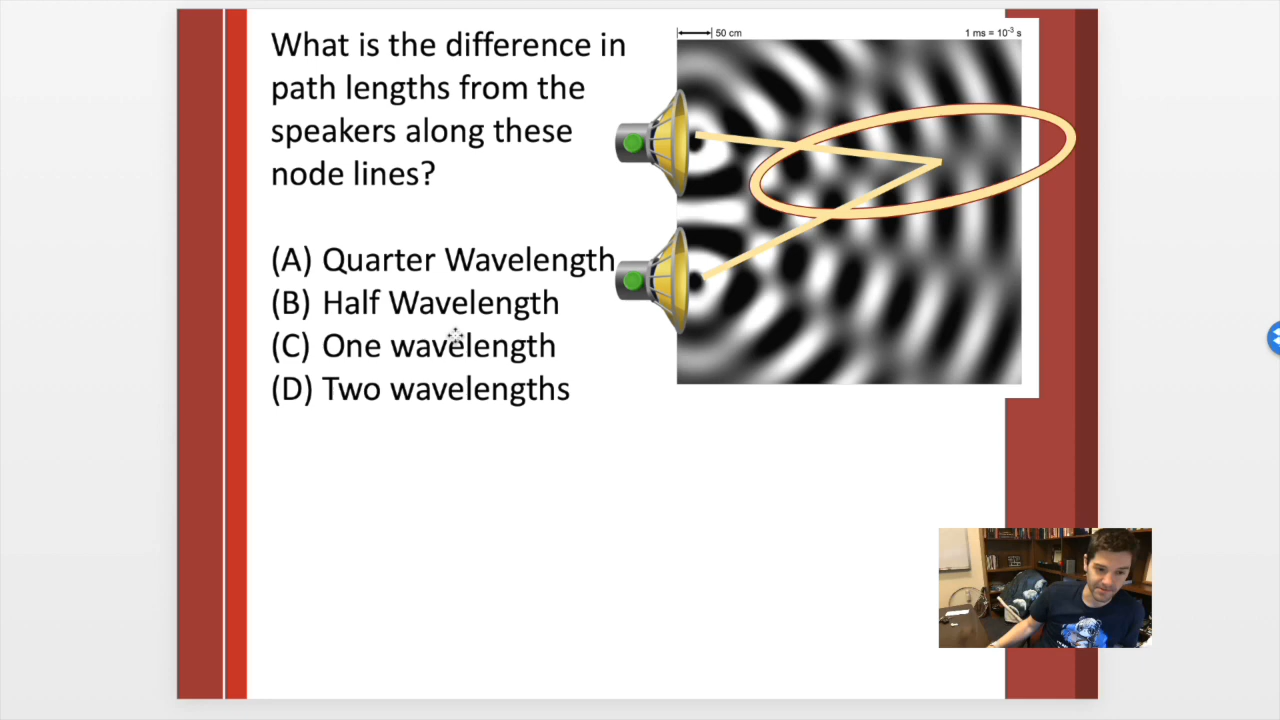 What is the difference in
path lengths from the
speakers along these
node lines?
(A) Quarter Wavelength
(B) Half Wavelength
(C) One wavelength
(D) Two wavelengths
50 cm
1 ms = 10⁻³ s